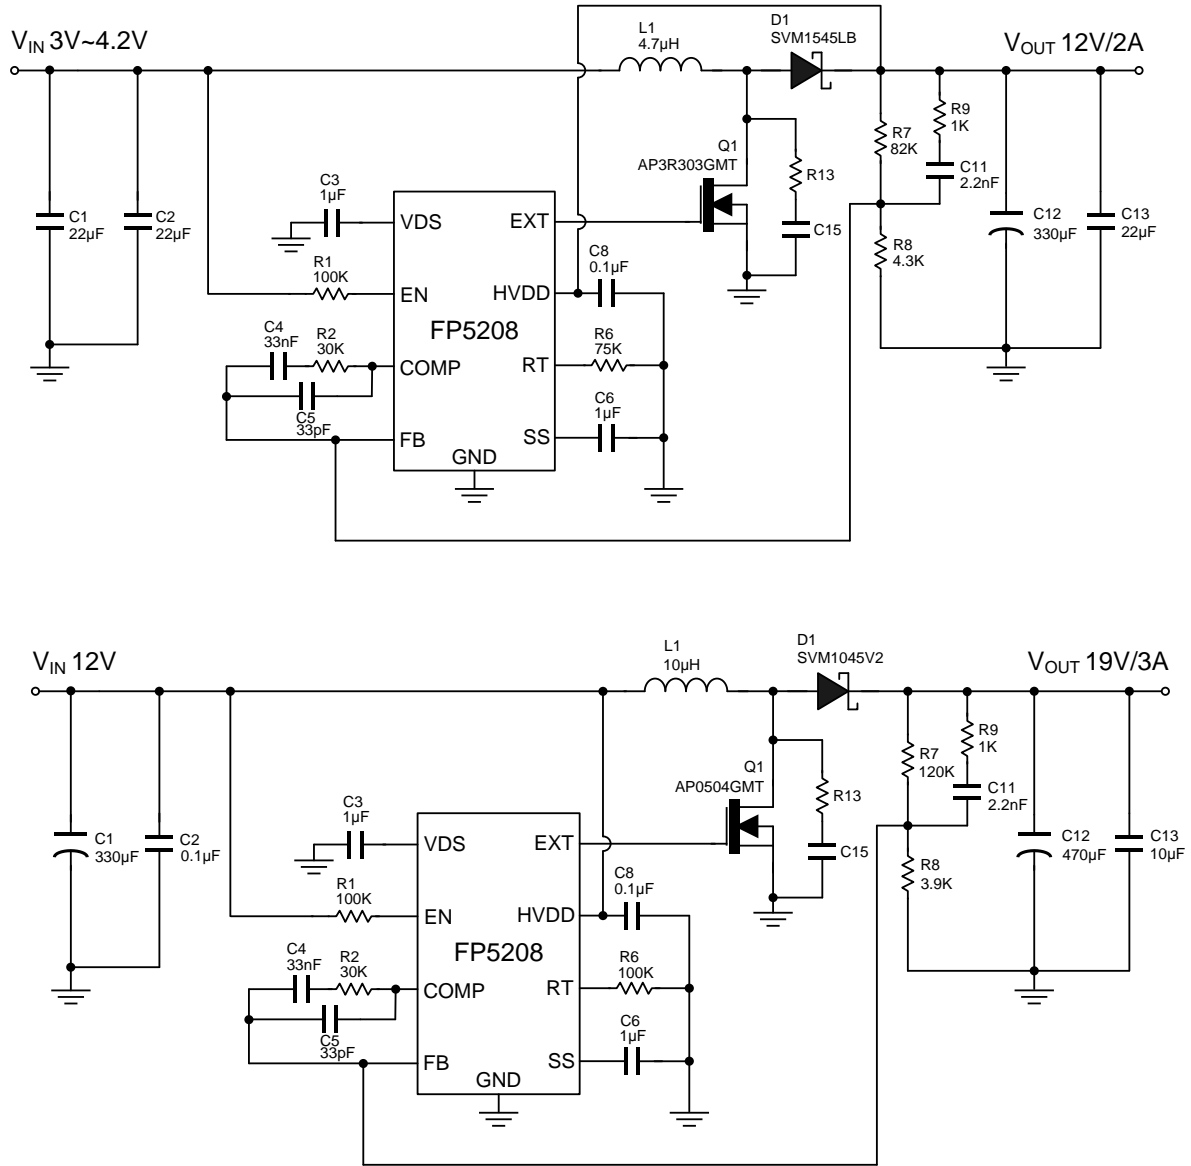 V_IN 3V~4.2V
L1
4.7µH
D1
SVM1545LB
V_OUT 12V/2A
C1
22µF
C2
22µF
C3
1µF
R1
100K
C4
33nF
R2
30K
C5
33pF
VDS
EN
COMP
FB
FP5208
GND
EXT
HVDD
RT
SS
C8
0.1µF
R6
75K
C6
1µF
Q1
AP3R303GMT
R13
C15
R7
82K
R8
4.3K
R9
1K
C11
2.2nF
C12
330µF
C13
22µF
V_IN 12V
L1
10µH
D1
SVM1045V2
V_OUT 19V/3A
C1
330µF
C2
0.1µF
C3
1µF
R1
100K
C4
33nF
R2
30K
C5
33pF
VDS
EN
COMP
FB
FP5208
GND
EXT
HVDD
RT
SS
C8
0.1µF
R6
100K
C6
1µF
Q1
AP0504GMT
R13
C15
R7
120K
R8
3.9K
R9
1K
C11
2.2nF
C12
470µF
C13
10µF